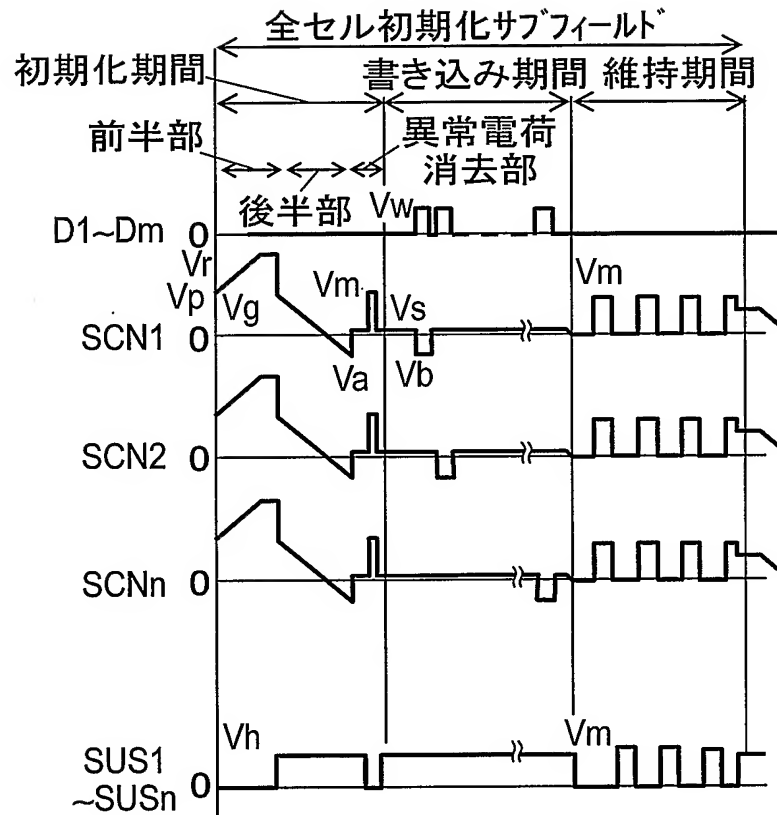 全セル初期化サブフィールド
初期化期間
書き込み期間
維持期間
前半部
異常電荷
消去部
後半部
Vw
D1~Dm 0
Vr
Vp
Vg
Vm
Vs
Vm
SCN1 0
Va
Vb
SCN2 0
SCNn 0
Vh
Vm
SUS1
~SUSn
0